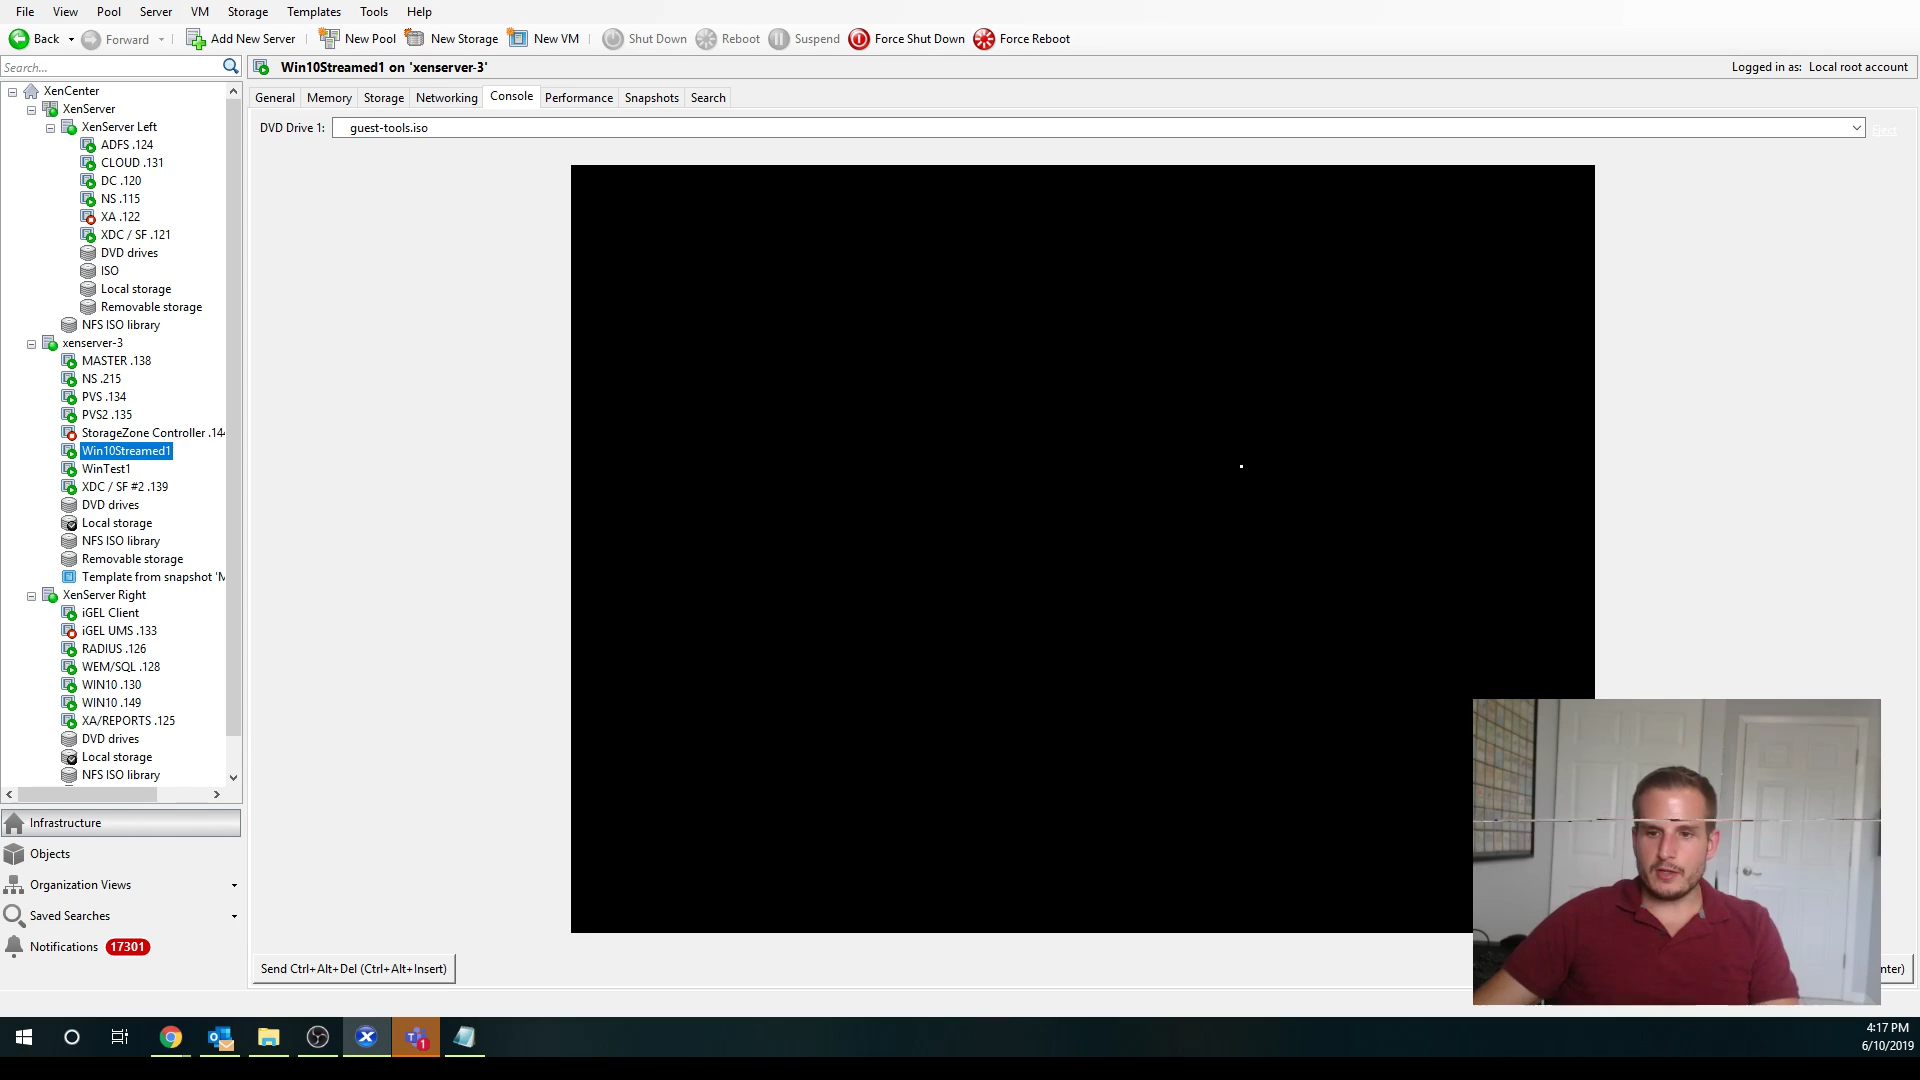 File View Pool Server VM Storage Templates Tools Help
Back Forward Add New Server New Pool New Storage New VM Shut Down Reboot Suspend Force Shut Down Force Reboot
Search...
Win10Streamed1 on 'xenserver-3'
Logged in as: Local root account
General Memory Storage Networking Console Performance Snapshots Search
DVD Drive 1: guest-tools.iso
Eject
XenCenter
XenServer
XenServer Left
ADFS .124
CLOUD .131
DC .120
NS .115
XA .122
XDC / SF .121
DVD drives
ISO
Local storage
Removable storage
NFS ISO library
xenserver-3
MASTER .138
NS .215
PVS .134
PVS2 .135
StorageZone Controller .144
Win10Streamed1
WinTest1
XDC / SF #2 .139
DVD drives
Local storage
NFS ISO library
Removable storage
Template from snapshot 'M
XenServer Right
iGEL Client
iGEL UMS .133
RADIUS .126
WEM/SQL .128
WIN10 .130
WIN10 .149
XA/REPORTS .125
DVD drives
Local storage
NFS ISO library
Infrastructure
Objects
Organization Views
Saved Searches
Notifications 17301
Send Ctrl+Alt+Del (Ctrl+Alt+Insert)
nter)
1
4:17 PM
6/10/2019